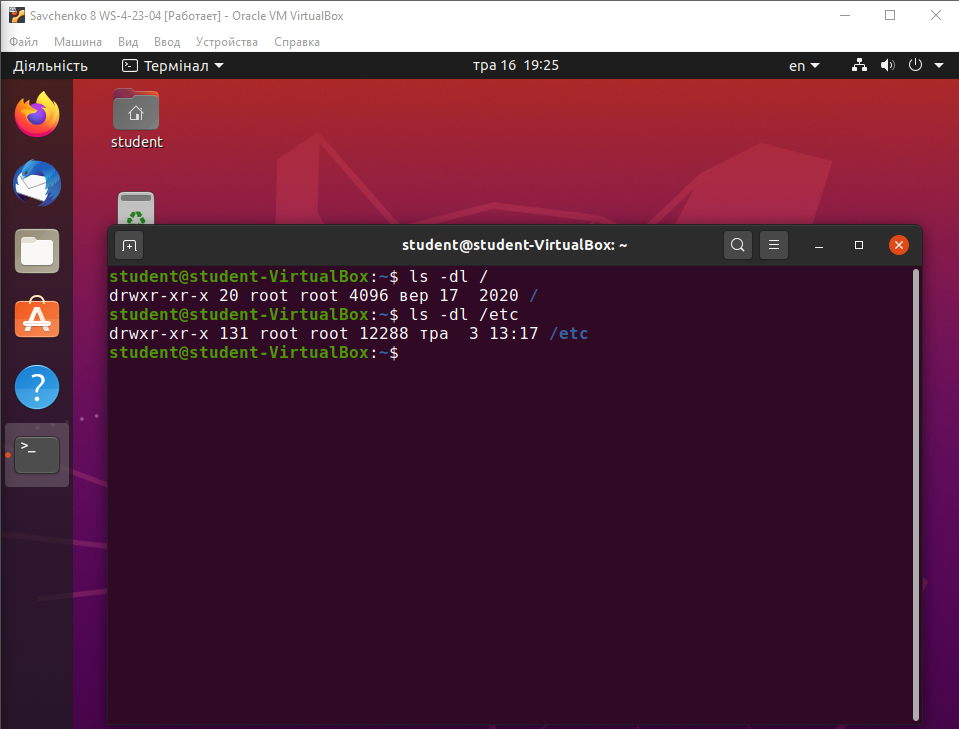 Savchenko 8 WS-4-23-04 [Работает] - Oracle VM VirtualBox
Файл Машина Вид Ввод Устройства Справка
Діяльність Термінал тра 16 19:25 en
student
student@student-VirtualBox: ~
student@student-VirtualBox:~$ ls -dl /
drwxr-xr-x 20 root root 4096 вер 17  2020 /
student@student-VirtualBox:~$ ls -dl /etc
drwxr-xr-x 131 root root 12288 тра  3 13:17 /etc
student@student-VirtualBox:~$